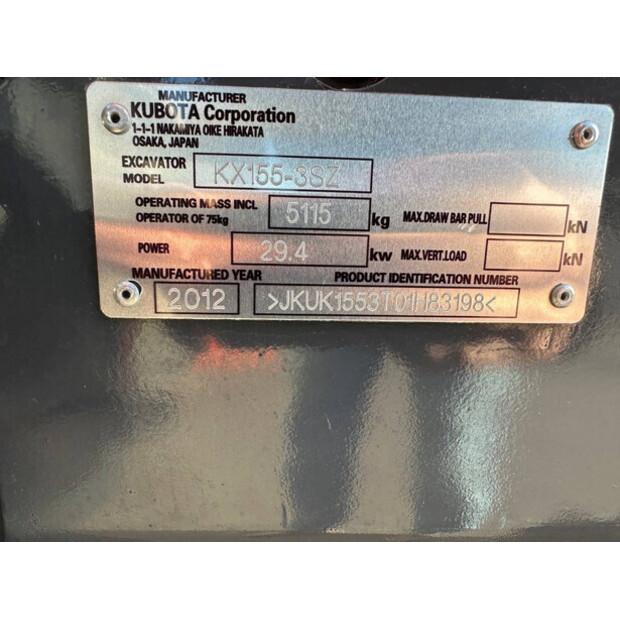 MANUFACTURER
KUBOTA Corporation
1-1-1 NAKAMIYA OIKE HIRAKATA
OSAKA, JAPAN
EXCAVATOR MODEL KX155-3SZ
OPERATING MASS INCL OPERATOR OF 75kg 5115 kg MAX.DRAW BAR PULL kN
POWER 29.4 kw MAX.VERT.LOAD kN
MANUFACTURED YEAR PRODUCT IDENTIFICATION NUMBER
2012 >JKUK1553T01H83198<